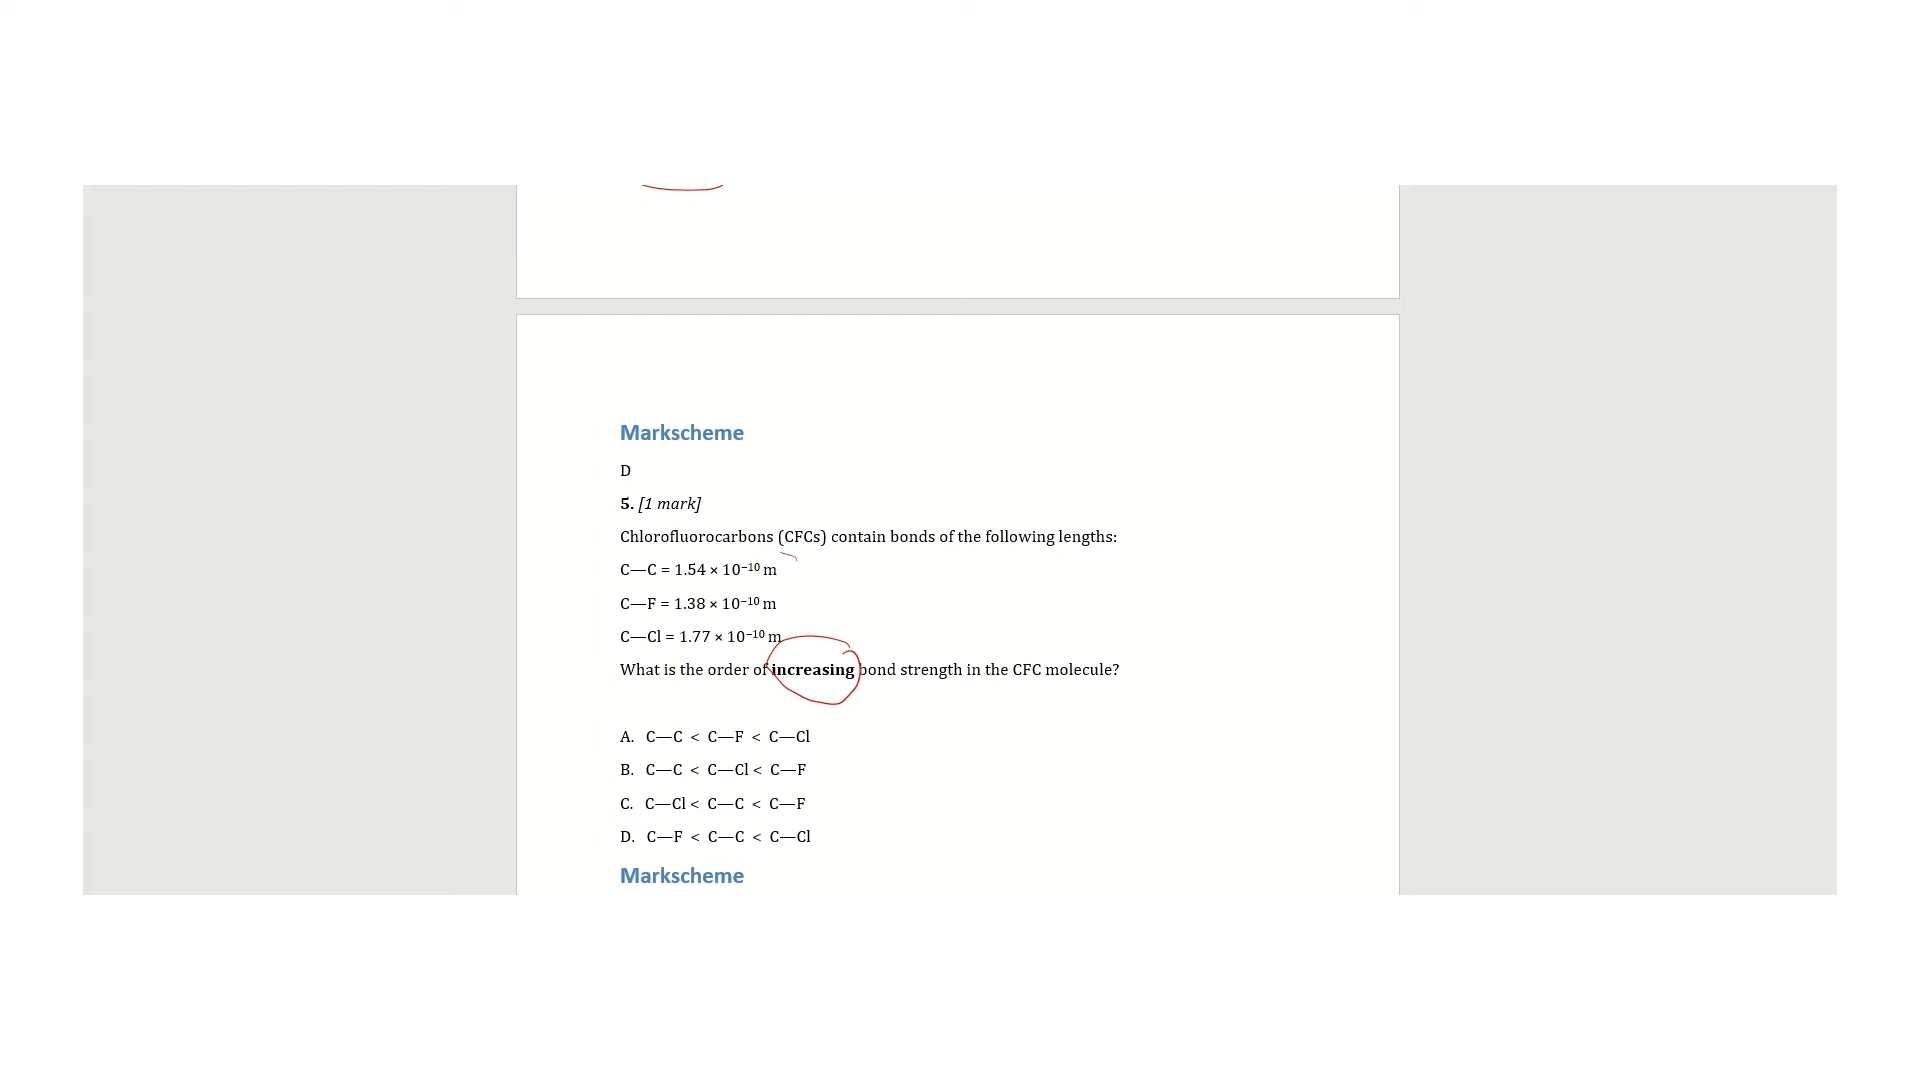 Markscheme
D
5. [1 mark]
Chlorofluorocarbons (CFCs) contain bonds of the following lengths:
C—C = 1.54 × 10⁻¹⁰ m
C—F = 1.38 × 10⁻¹⁰ m
C—Cl = 1.77 × 10⁻¹⁰ m
What is the order of increasing bond strength in the CFC molecule?
A. C—C < C—F < C—Cl
B. C—C < C—Cl < C—F
C. C—Cl < C—C < C—F
D. C—F < C—C < C—Cl
Markscheme